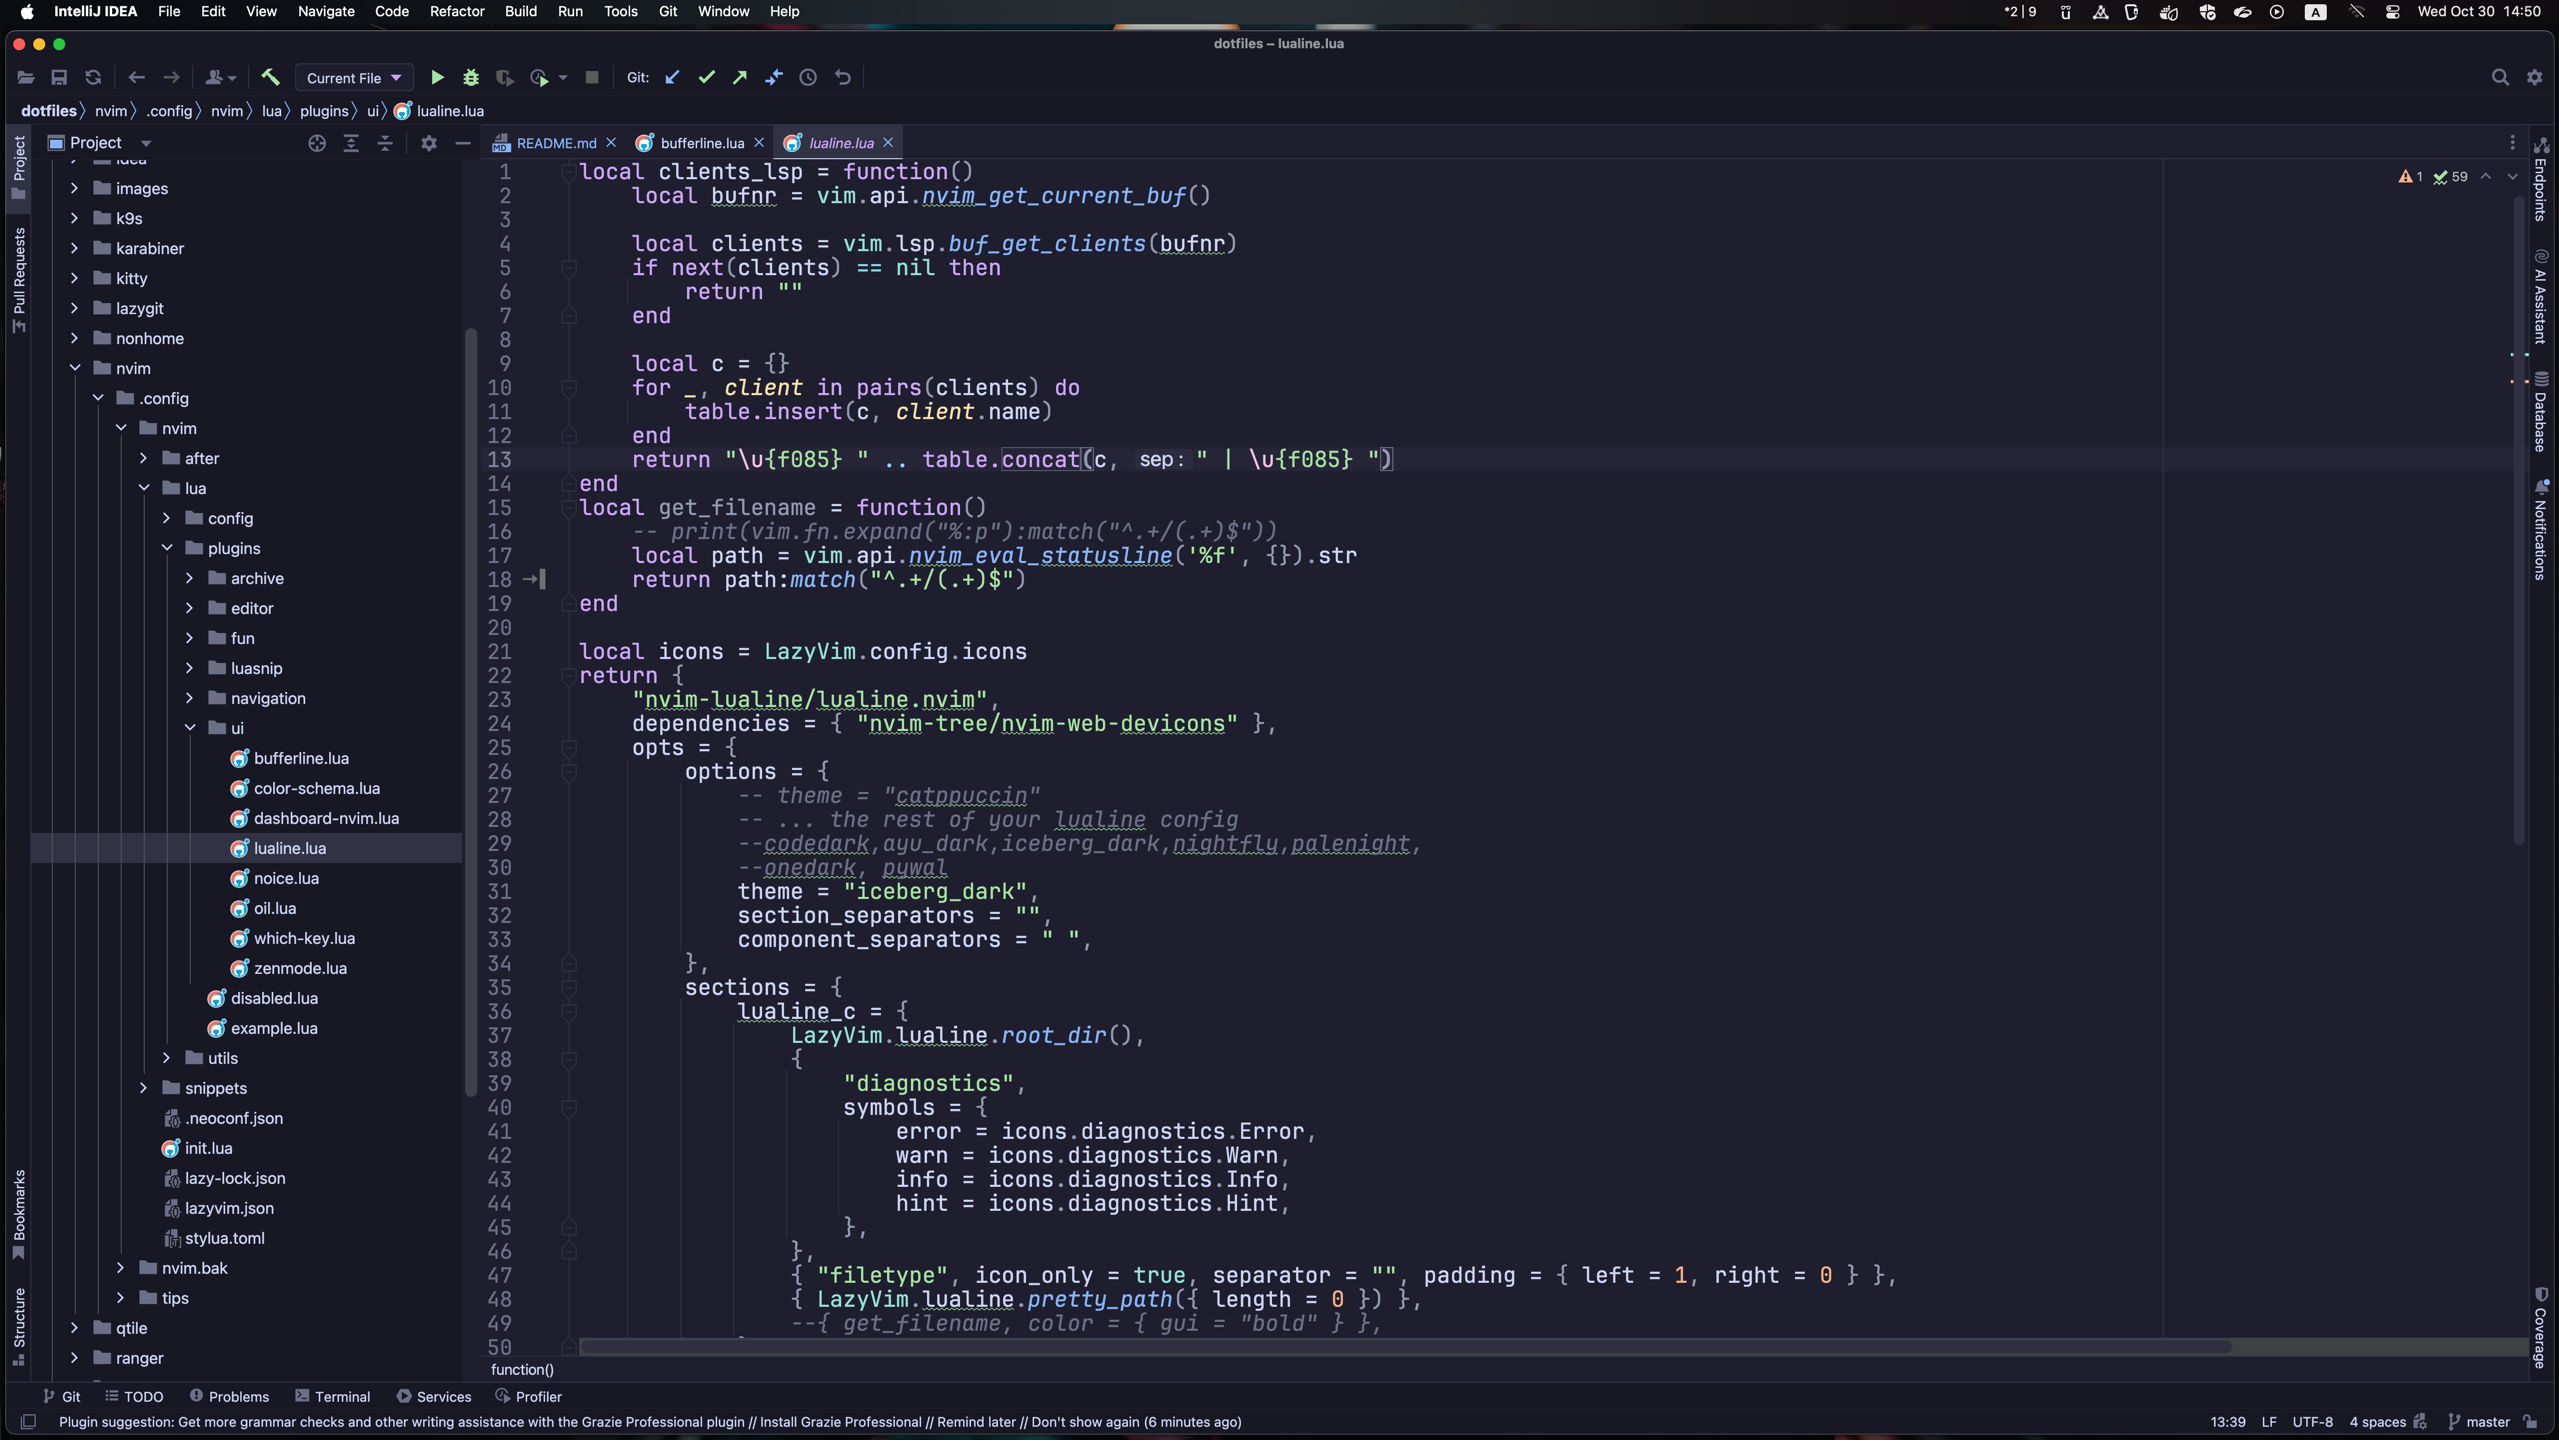 IntelliJ IDEA File Edit View Navigate Code Refactor Build Run Tools Git Window Help *2|9 A Wed Oct 30 14:50
dotfiles – lualine.lua
Current File Git:
dotfiles nvim .config nvim lua plugins ui lualine.lua
Project
README.md bufferline.lua lualine.lua
Project
Pull Requests
Bookmarks
Structure
idea
images
k9s
karabiner
kitty
lazygit
nonhome
nvim
.config
nvim
after
lua
config
plugins
archive
editor
fun
luasnip
navigation
ui
bufferline.lua
color-schema.lua
dashboard-nvim.lua
lualine.lua
noice.lua
oil.lua
which-key.lua
zenmode.lua
disabled.lua
example.lua
utils
snippets
.neoconf.json
init.lua
lazy-lock.json
lazyvim.json
stylua.toml
nvim.bak
tips
qtile
ranger
1 local clients_lsp = function()
2 local bufnr = vim.api.nvim_get_current_buf()
3
4 local clients = vim.lsp.buf_get_clients(bufnr)
5 if next(clients) == nil then
6 return ""
7 end
8
9 local c = {}
10 for _, client in pairs(clients) do
11 table.insert(c, client.name)
12 end
13 return "\u{f085} " .. table.concat(c, sep: " | \u{f085} ")
14 end
15 local get_filename = function()
16 -- print(vim.fn.expand("%:p"):match("^.+/(.+)$"))
17 local path = vim.api.nvim_eval_statusline('%f', {}).str
18 return path:match("^.+/(.+)$")
19 end
20
21 local icons = LazyVim.config.icons
22 return {
23 "nvim-lualine/lualine.nvim",
24 dependencies = { "nvim-tree/nvim-web-devicons" },
25 opts = {
26 options = {
27 -- theme = "catppuccin"
28 -- ... the rest of your lualine config
29 --codedark,ayu_dark,iceberg_dark,nightfly,palenight,
30 --onedark, pywal
31 theme = "iceberg_dark",
32 section_separators = "",
33 component_separators = " ",
34 },
35 sections = {
36 lualine_c = {
37 LazyVim.lualine.root_dir(),
38 {
39 "diagnostics",
40 symbols = {
41 error = icons.diagnostics.Error,
42 warn = icons.diagnostics.Warn,
43 info = icons.diagnostics.Info,
44 hint = icons.diagnostics.Hint,
45 },
46 },
47 { "filetype", icon_only = true, separator = "", padding = { left = 1, right = 0 } },
48 { LazyVim.lualine.pretty_path({ length = 0 }) },
49 --{ get_filename, color = { gui = "bold" } },
50
1 59
Endpoints
AI Assistant
Database
Notifications
Coverage
function()
Git TODO Problems Terminal Services Profiler
Plugin suggestion: Get more grammar checks and other writing assistance with the Grazie Professional plugin // Install Grazie Professional // Remind later // Don't show again (6 minutes ago) 13:39 LF UTF-8 4 spaces master